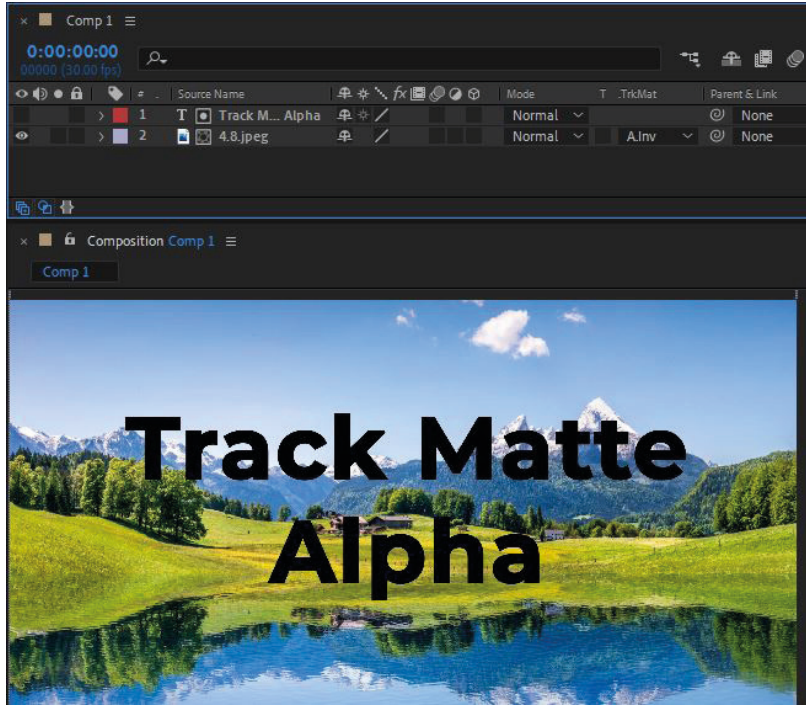 Comp 1
0:00:00:00
00000 (30.00 fps)
# . Source Name fx Mode T .TrkMat Parent & Link
1 T Track M... Alpha Normal None
2 4.8.jpeg Normal A.Inv None
Composition Comp 1
Comp 1
Track Matte
Alpha